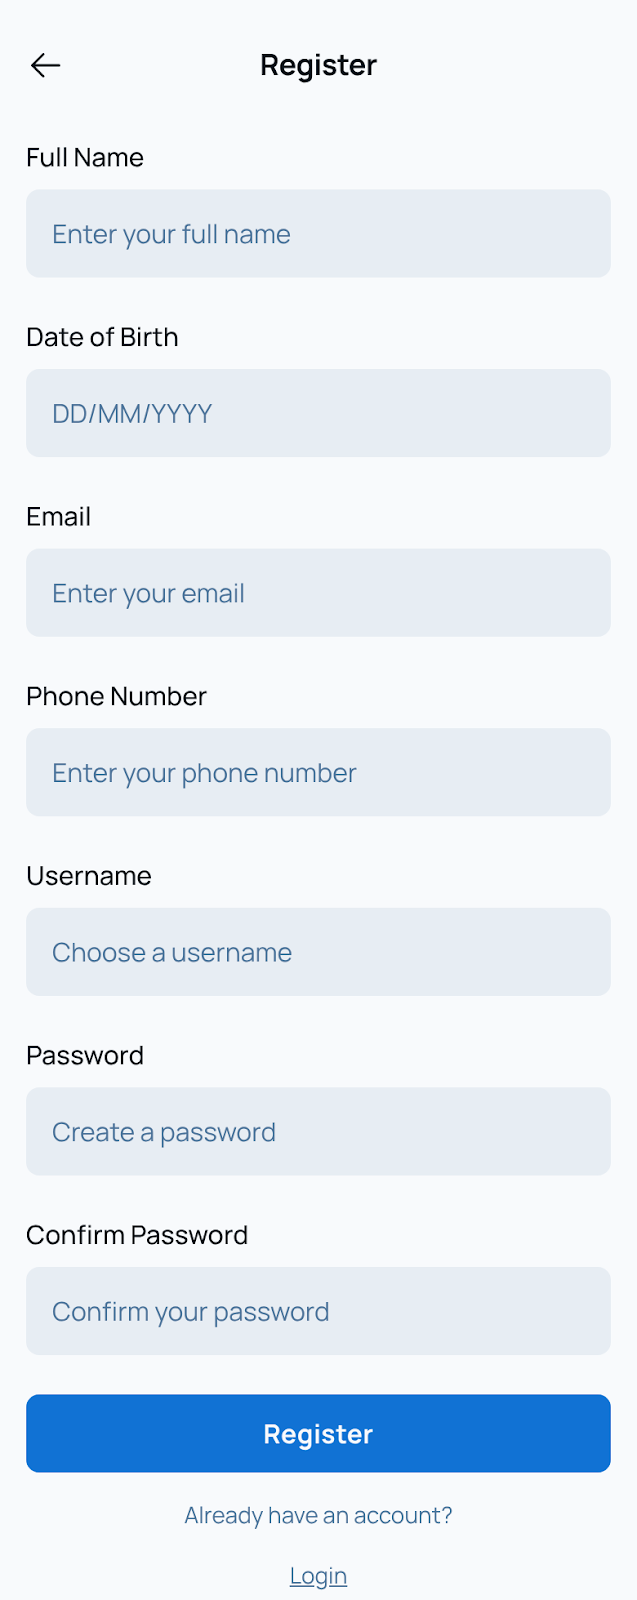 Register
Full Name
Enter your full name
Date of Birth
DD/MM/YYYY
Email
Enter your email
Phone Number
Enter your phone number
Username
Choose a username
Password
Create a password
Confirm Password
Confirm your password
Register
Already have an account?
Login